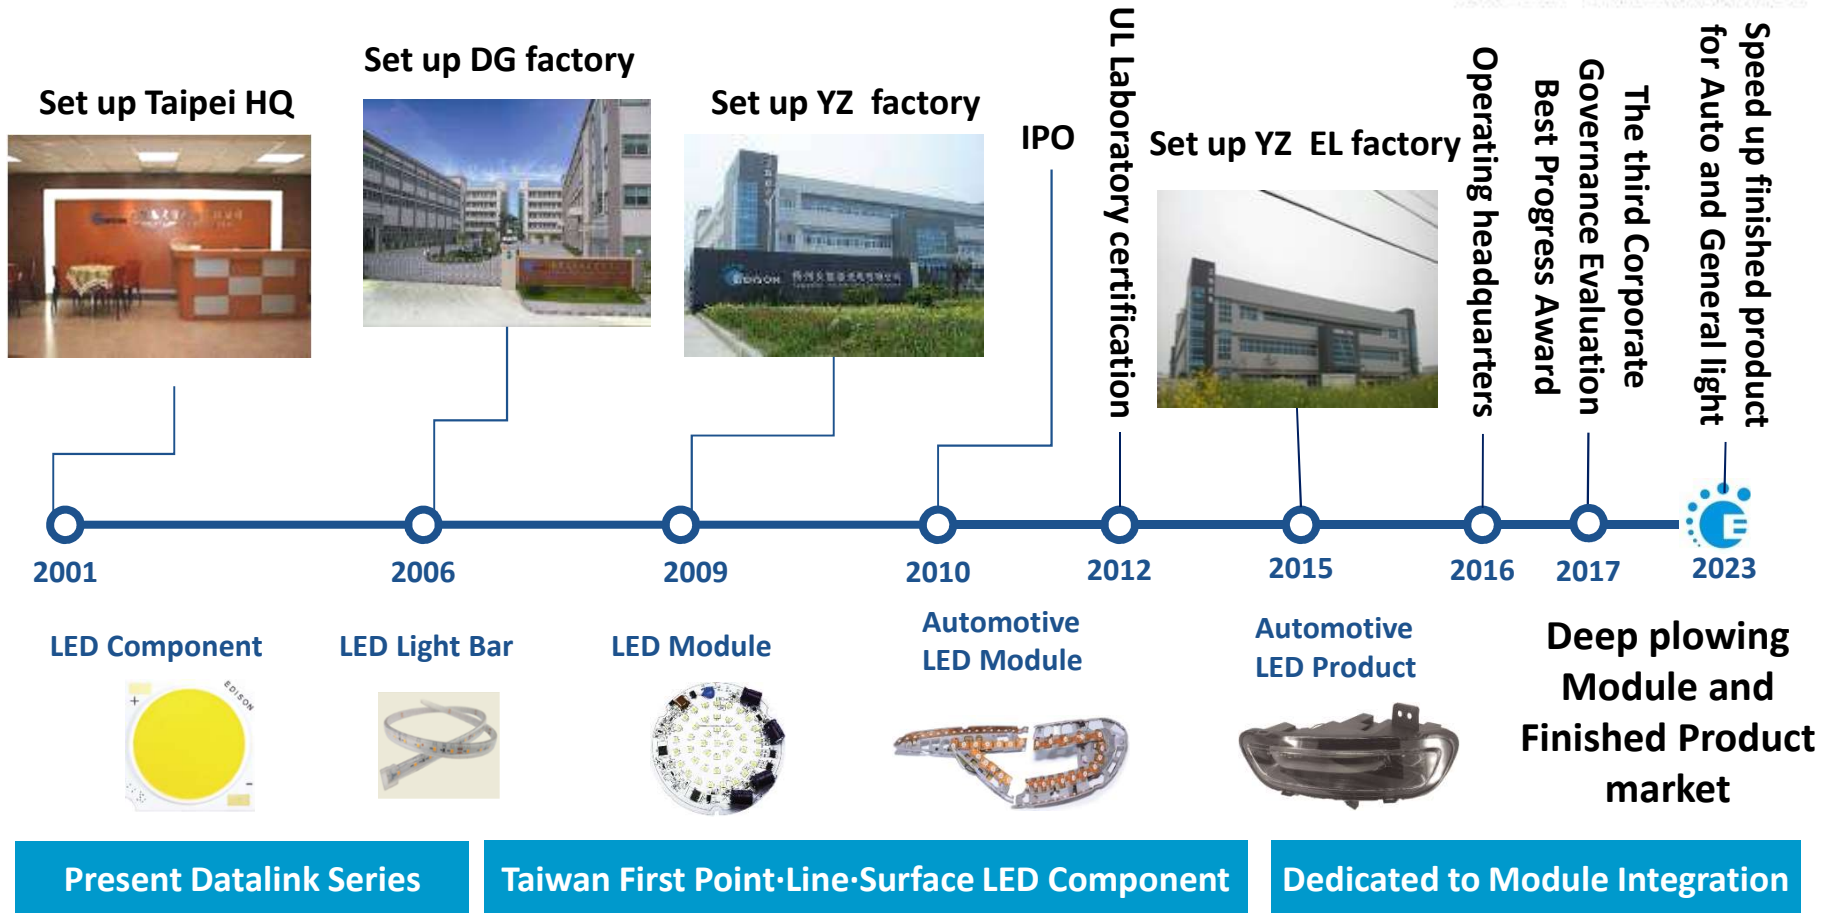 Set up Taipei HQ
Set up DG factory
Set up YZ factory
IPO
UL Laboratory certification
Set up YZ EL factory
Operating headquarters
The third Corporate
Governance Evaluation
Best Progress Award
Speed up finished product
for Auto and General light
EDISON
2001
2006
2009
2010
2012
2015
2016
2017
2023
E
LED Component
LED Light Bar
LED Module
Automotive
LED Module
Automotive
LED Product
EDISON
+
-
Deep plowing
Module and
Finished Product
market
Present Datalink Series
Taiwan First Point·Line·Surface LED Component
Dedicated to Module Integration